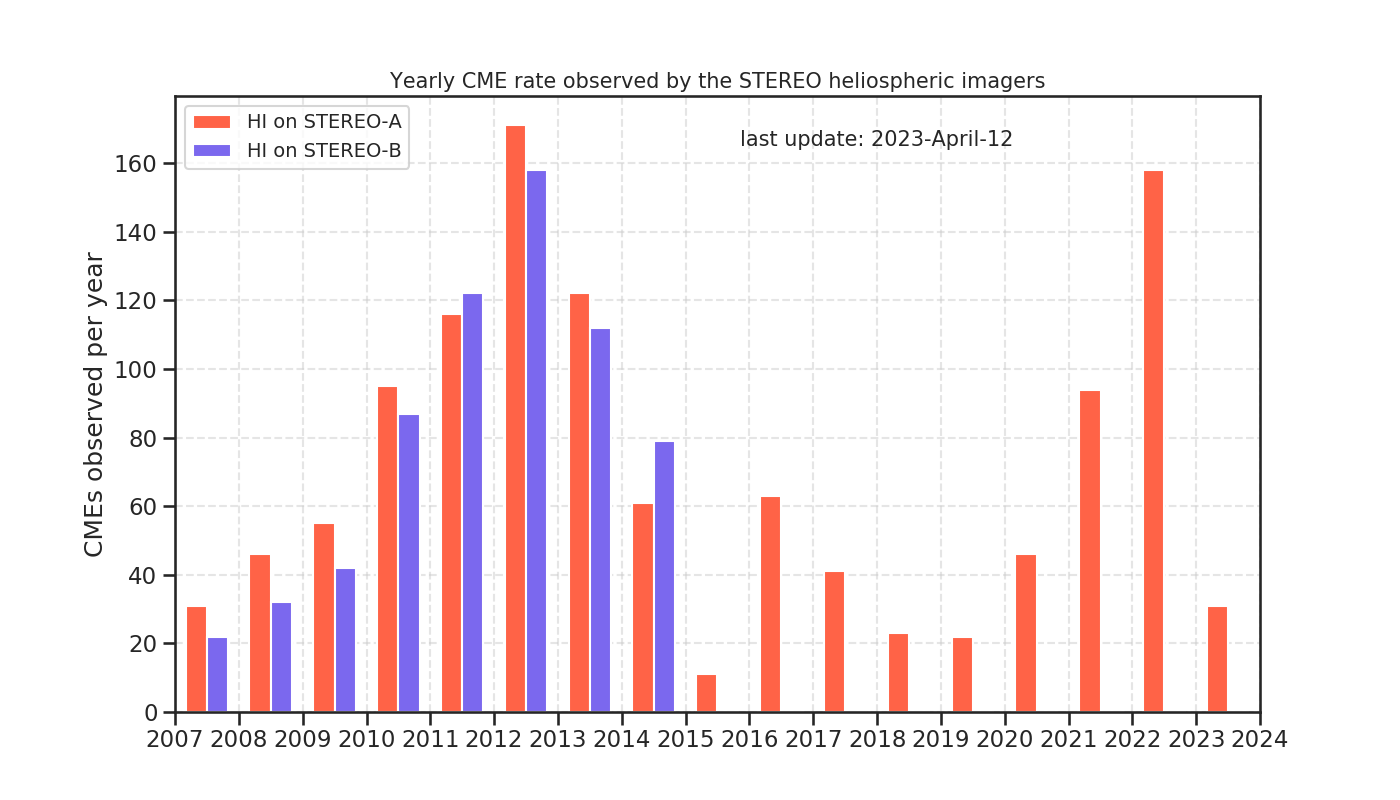 Yearly CME rate observed by the STEREO heliospheric imagers
HI on STEREO-A
HI on STEREO-B
last update: 2023-April-12
CMEs observed per year
160
140
120
100
80
60
40
20
0
2007 2008 2009 2010 2011 2012 2013 2014 2015 2016 2017 2018 2019 2020 2021 2022 2023 2024